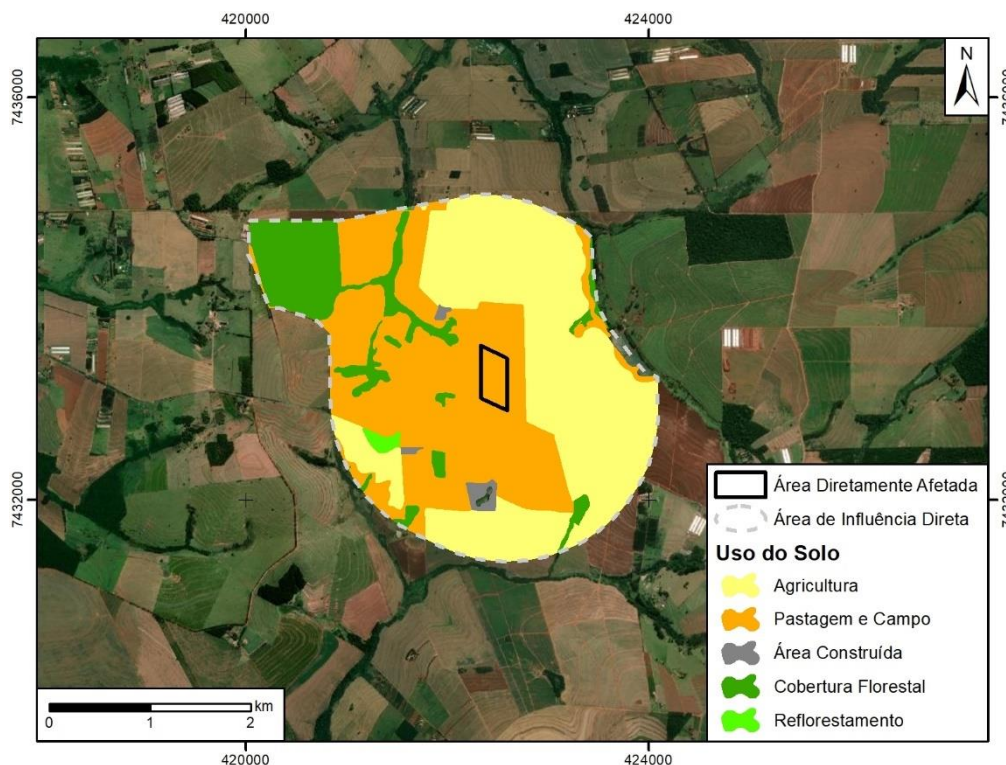 420000
424000
N
7436000
7436000
7432000
7432000
Área Diretamente Afetada
Área de Influência Direta
Uso do Solo
Agricultura
Pastagem e Campo
Área Construída
Cobertura Florestal
Reflorestamento
km
0 1 2
420000
424000